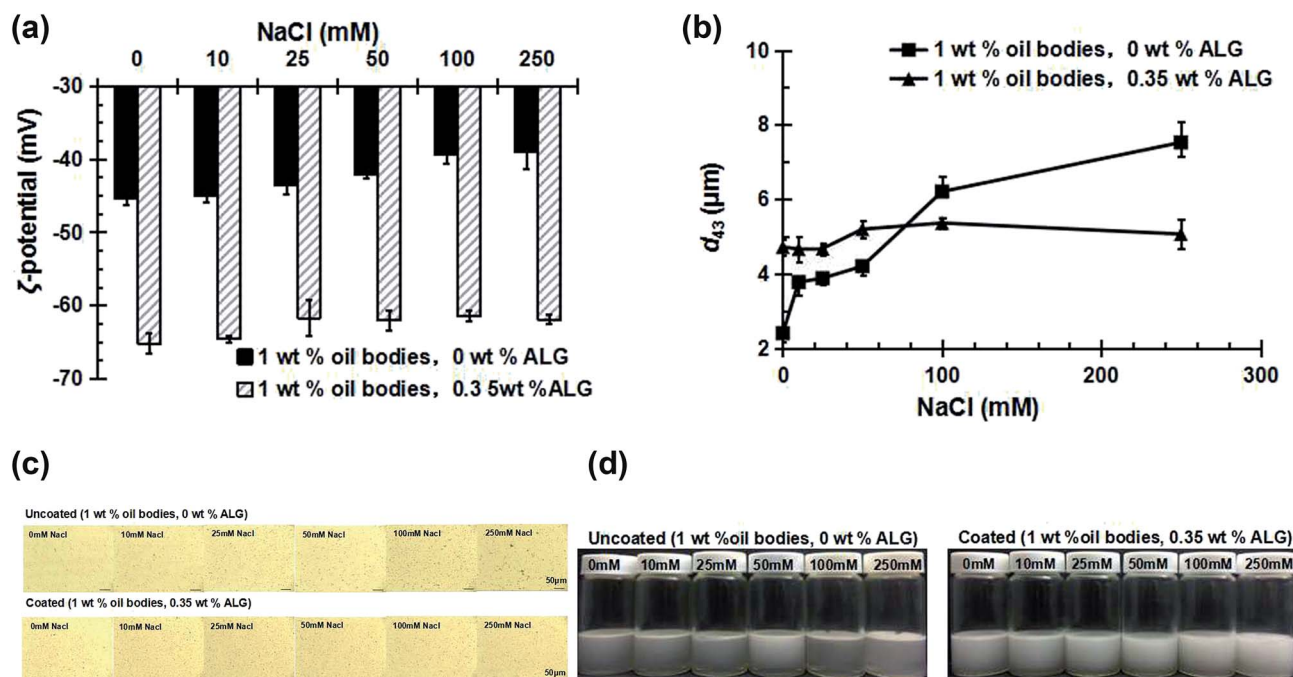 (a)
NaCl (mM)
0 10 25 50 100 250
-30
-40
-50
-60
-70
ζ-potential (mV)
1 wt % oil bodies, 0 wt % ALG
1 wt % oil bodies, 0.3 5wt %ALG
(b)
10
8
6
4
2
d43 (μm)
1 wt % oil bodies, 0 wt % ALG
1 wt % oil bodies, 0.35 wt % ALG
0 100 200 300
NaCl (mM)
(c)
Uncoated (1 wt % oil bodies, 0 wt % ALG)
0mM Nacl 10mM Nacl 25mM Nacl 50mM Nacl 100mM Nacl 250mM Nacl
50μm
Coated (1 wt % oil bodies, 0.35 wt % ALG)
0mM Nacl 10mM Nacl 25mM Nacl 50mM Nacl 100mM Nacl 250mM Nacl
50μm
(d)
Uncoated (1 wt %oil bodies, 0 wt % ALG)
0mM 10mM 25mM 50mM 100mM 250mM
Coated (1 wt %oil bodies, 0.35 wt % ALG)
0mM 10mM 25mM 50mM 100mM 250mM